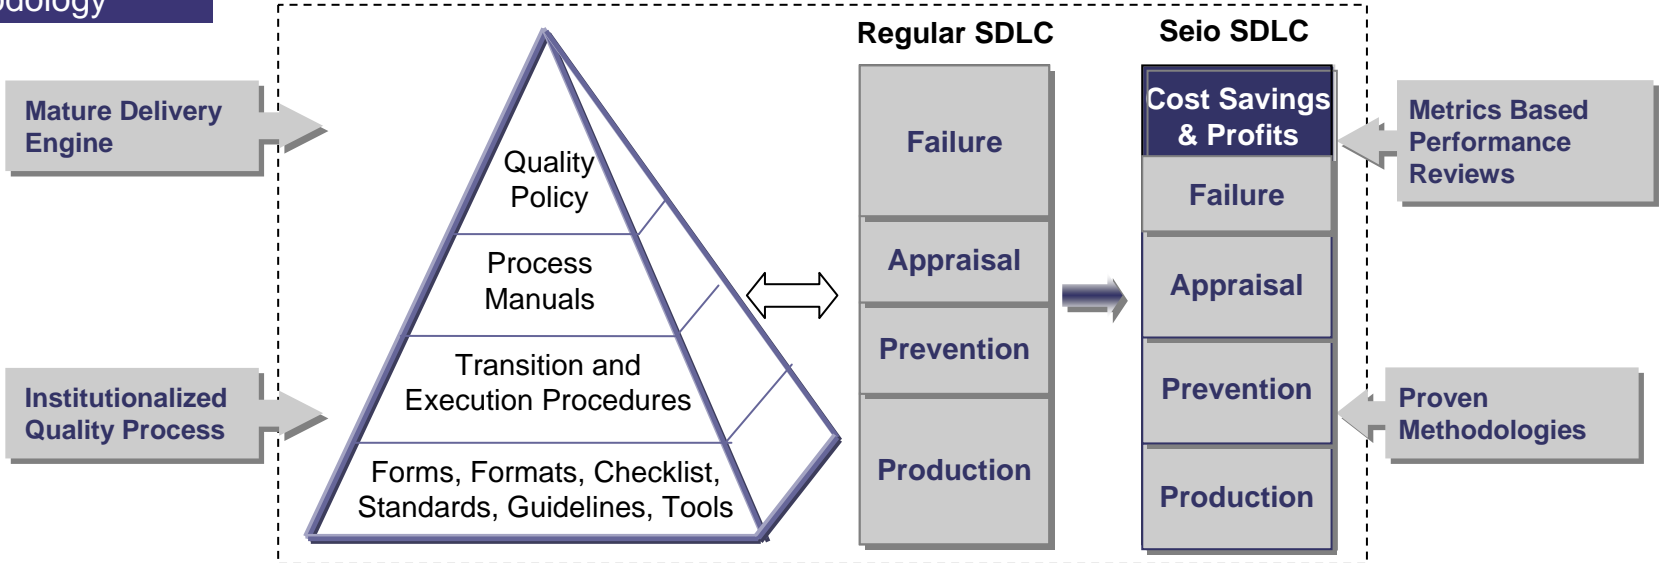 Regular SDLC
Seio SDLC
Mature Delivery
Engine
Quality
Policy
Process
Manuals
Transition and
Execution Procedures
Forms, Formats, Checklist,
Standards, Guidelines, Tools
Institutionalized
Quality Process
Failure
Appraisal
Prevention
Production
Cost Savings
& Profits
Failure
Appraisal
Prevention
Production
Metrics Based
Performance
Reviews
Proven
Methodologies